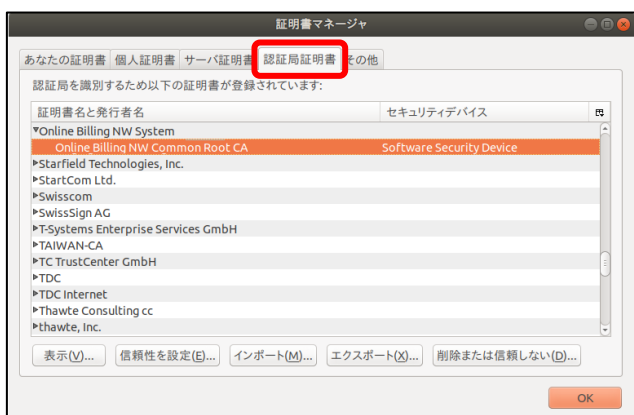 証明書マネージャ
あなたの証明書 個人証明書 サーバ証明書 認証局証明書 その他
認証局を識別するため以下の証明書が登録されています:
証明書名と発行者名 セキュリティデバイス
▼Online Billing NW System
Online Billing NW Common Root CA Software Security Device
▶Starfield Technologies, Inc.
▶StartCom Ltd.
▶Swisscom
▶SwissSign AG
▶T-Systems Enterprise Services GmbH
▶TAIWAN-CA
▶TC TrustCenter GmbH
▶TDC
▶TDC Internet
▶Thawte Consulting cc
▶thawte, Inc.
表示(V)... 信頼性を設定(E)... インポート(M)... エクスポート(X)... 削除または信頼しない(D)...
OK